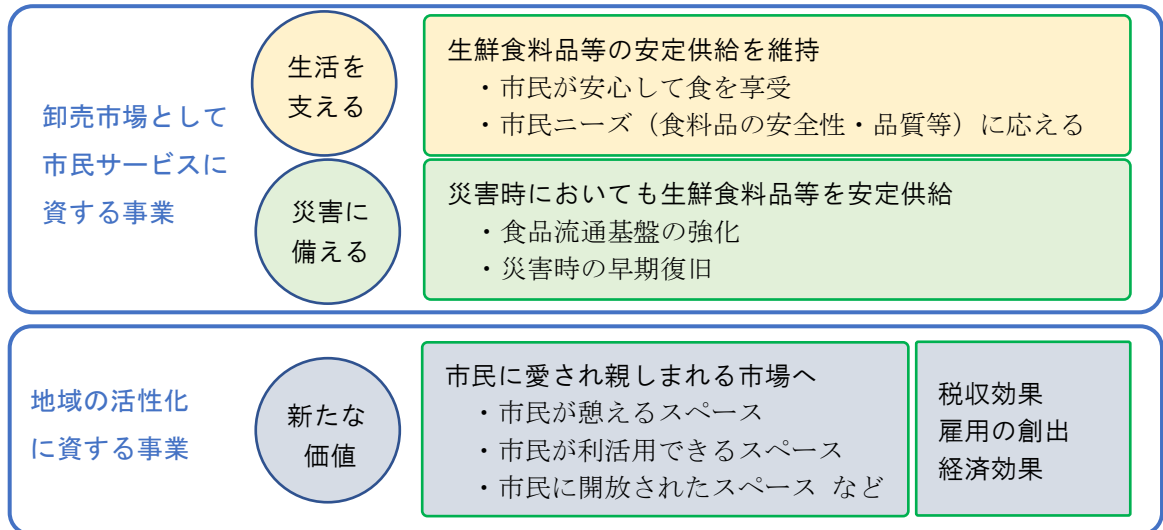 卸売市場として
市民サービスに
資する事業
生活を
支える
生鮮食料品等の安定供給を維持
・市民が安心して食を享受
・市民ニーズ（食料品の安全性・品質等）に応える
災害に
備える
災害時においても生鮮食料品等を安定供給
・食品流通基盤の強化
・災害時の早期復旧
地域の活性化
に資する事業
新たな
価値
市民に愛され親しまれる市場へ
・市民が憩えるスペース
・市民が利活用できるスペース
・市民に開放されたスペース など
税収効果
雇用の創出
経済効果